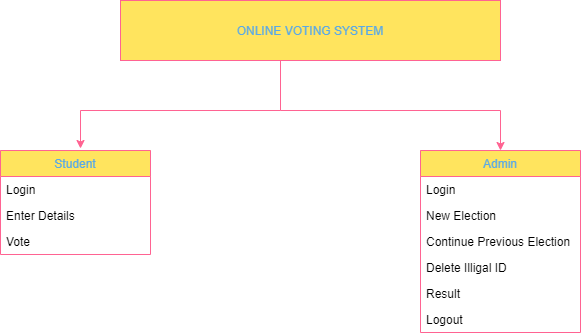 ONLINE VOTING SYSTEM
Student
Login
Enter Details
Vote
Admin
Login
New Election
Continue Previous Election
Delete Illigal ID
Result
Logout